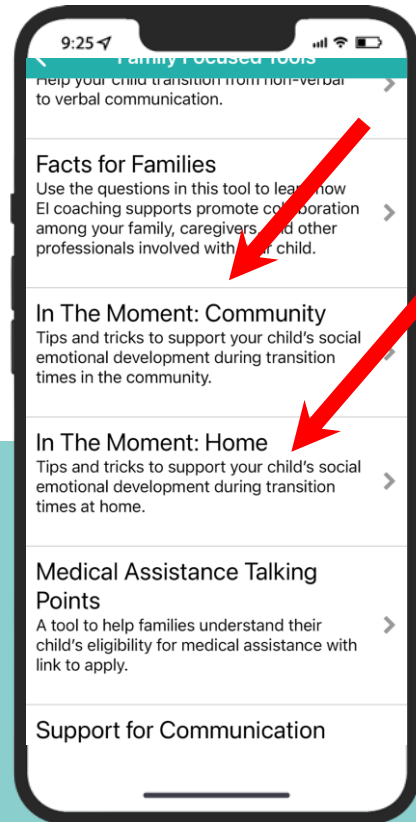 9:25
Family Focused Tools
Help your child transition from non-verbal
to verbal communication.
Facts for Families
Use the questions in this tool to learn how
EI coaching supports promote collaboration
among your family, caregivers, and other
professionals involved with your child.
In The Moment: Community
Tips and tricks to support your child's social
emotional development during transition
times in the community.
In The Moment: Home
Tips and tricks to support your child's social
emotional development during transition
times at home.
Medical Assistance Talking
Points
A tool to help families understand their
child's eligibility for medical assistance with
link to apply.
Support for Communication